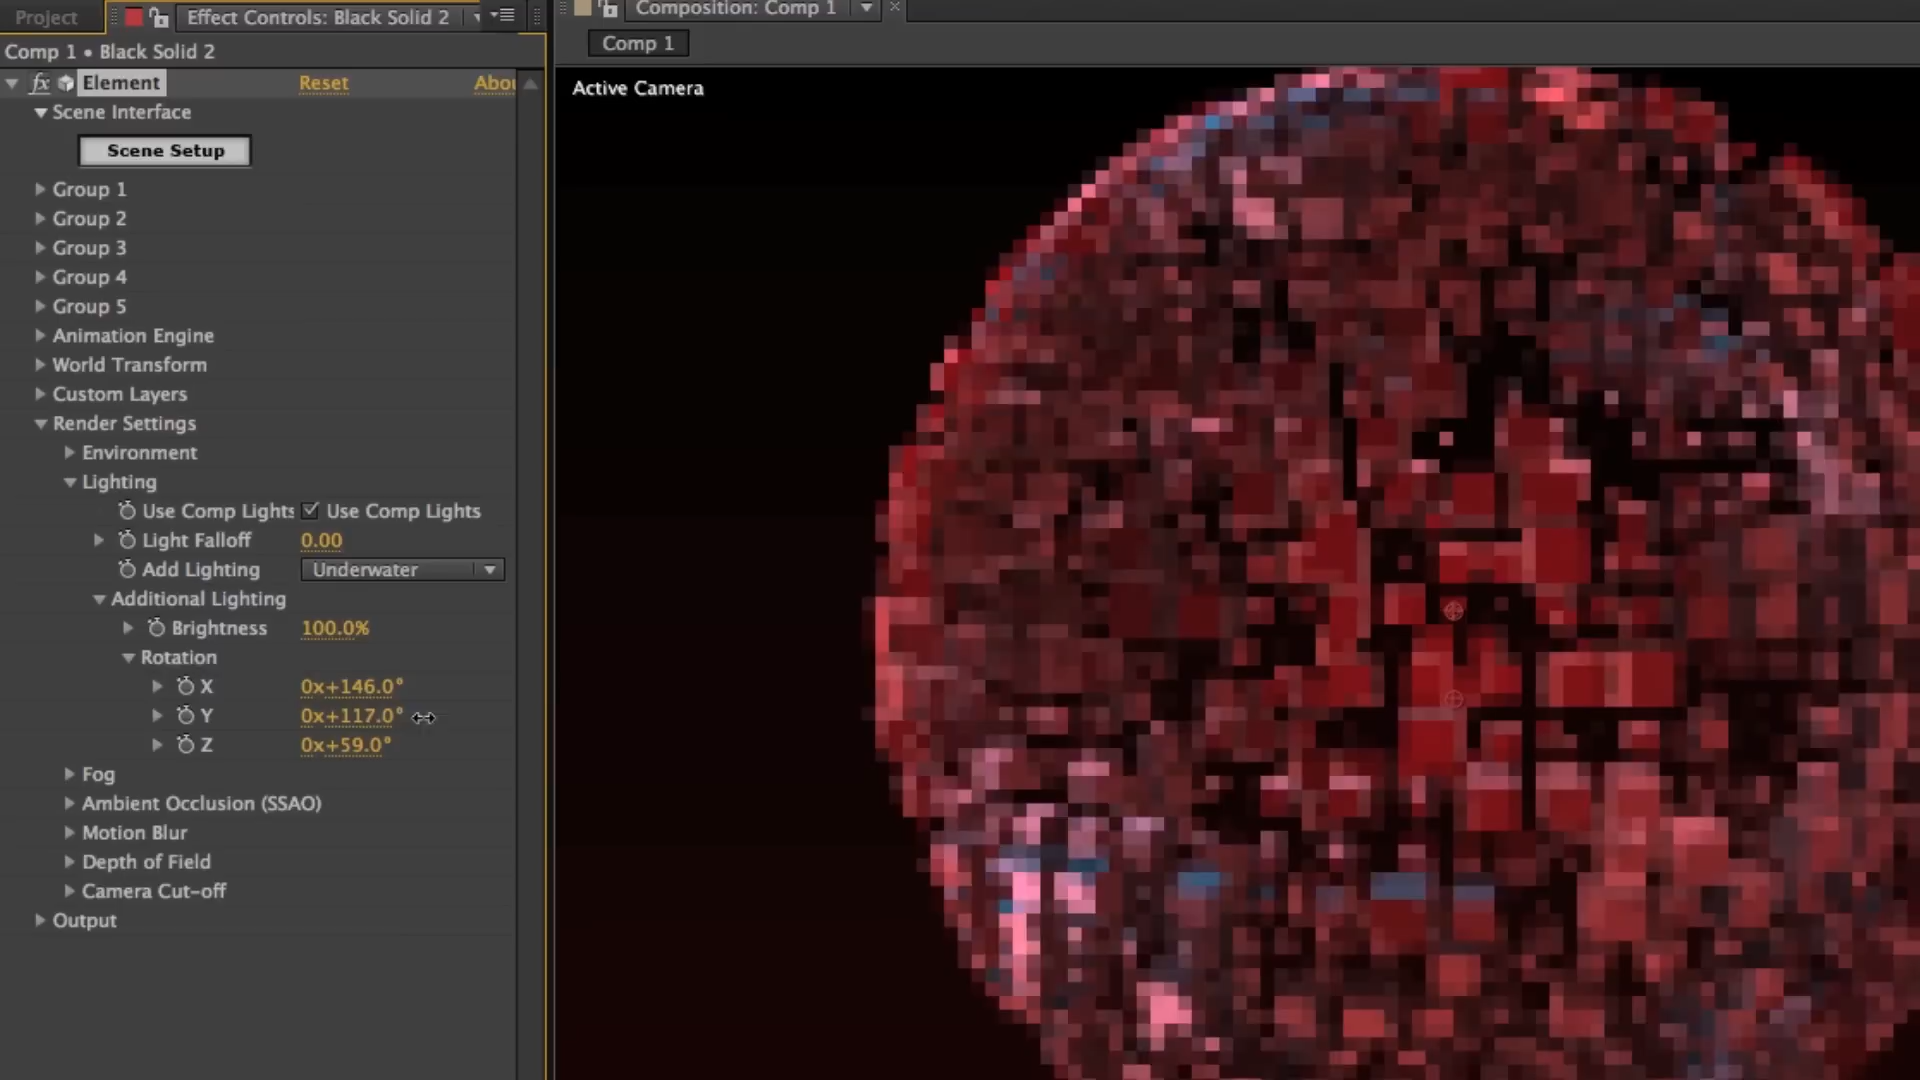 Project
Effect Controls: Black Solid 2
Composition: Comp 1
Comp 1 • Black Solid 2
Comp 1
fx Element Reset Abou
Active Camera
Scene Interface
Scene Setup
Group 1
Group 2
Group 3
Group 4
Group 5
Animation Engine
World Transform
Custom Layers
Render Settings
Environment
Lighting
Use Comp Lights Use Comp Lights
Light Falloff 0.00
Add Lighting Underwater
Additional Lighting
Brightness 100.0%
Rotation
X 0x+146.0°
Y 0x+117.0°
Z 0x+59.0°
Fog
Ambient Occlusion (SSAO)
Motion Blur
Depth of Field
Camera Cut-off
Output